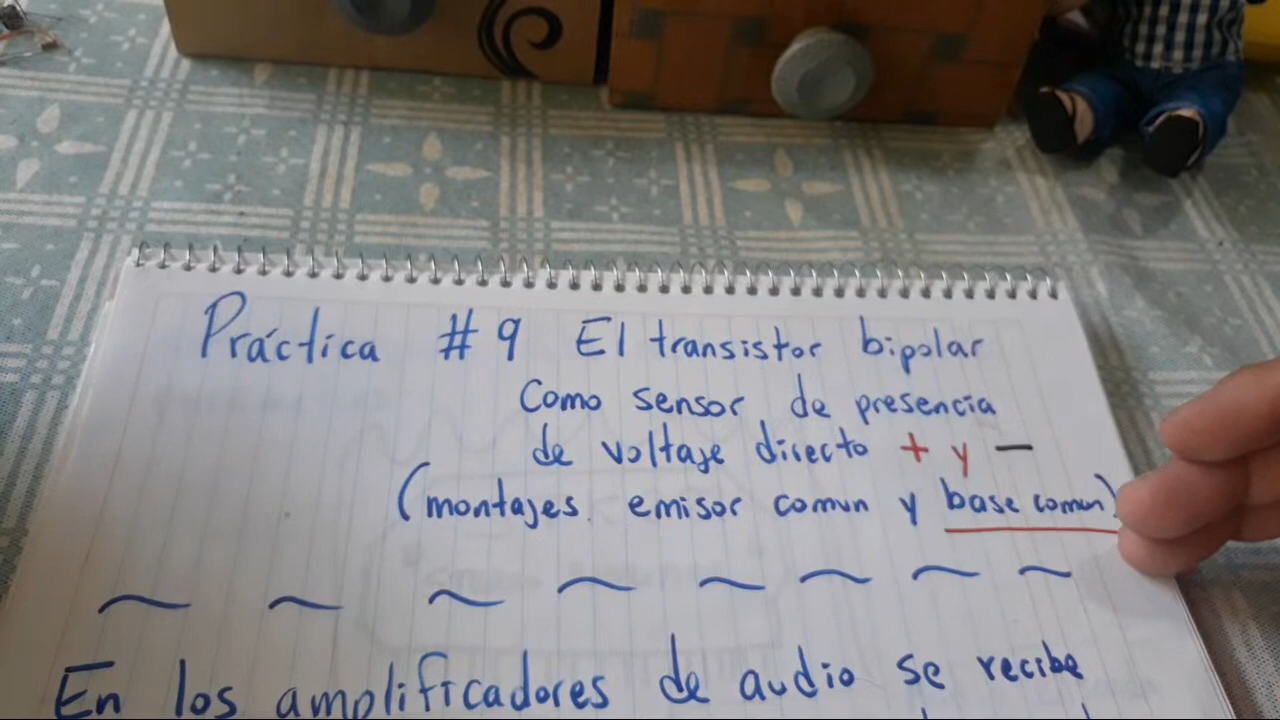 Práctica # 9 El transistor bipolar
Como sensor de presencia
de voltaje directo + y -
(montajes emisor comun y base comun)
En los amplificadores de audio se recibe